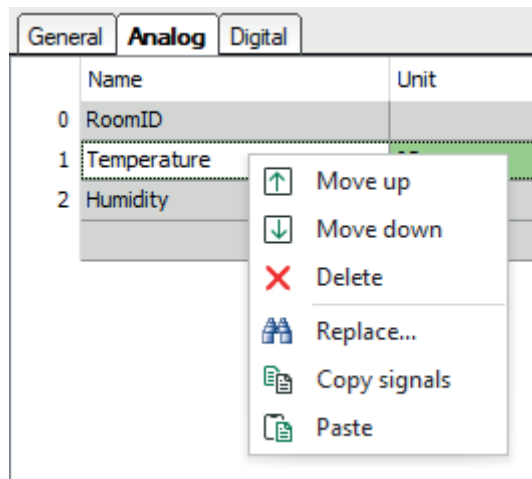 General Analog Digital
Name Unit
0 RoomID
1 Temperature
2 Humidity
Move up
Move down
Delete
Replace...
Copy signals
Paste